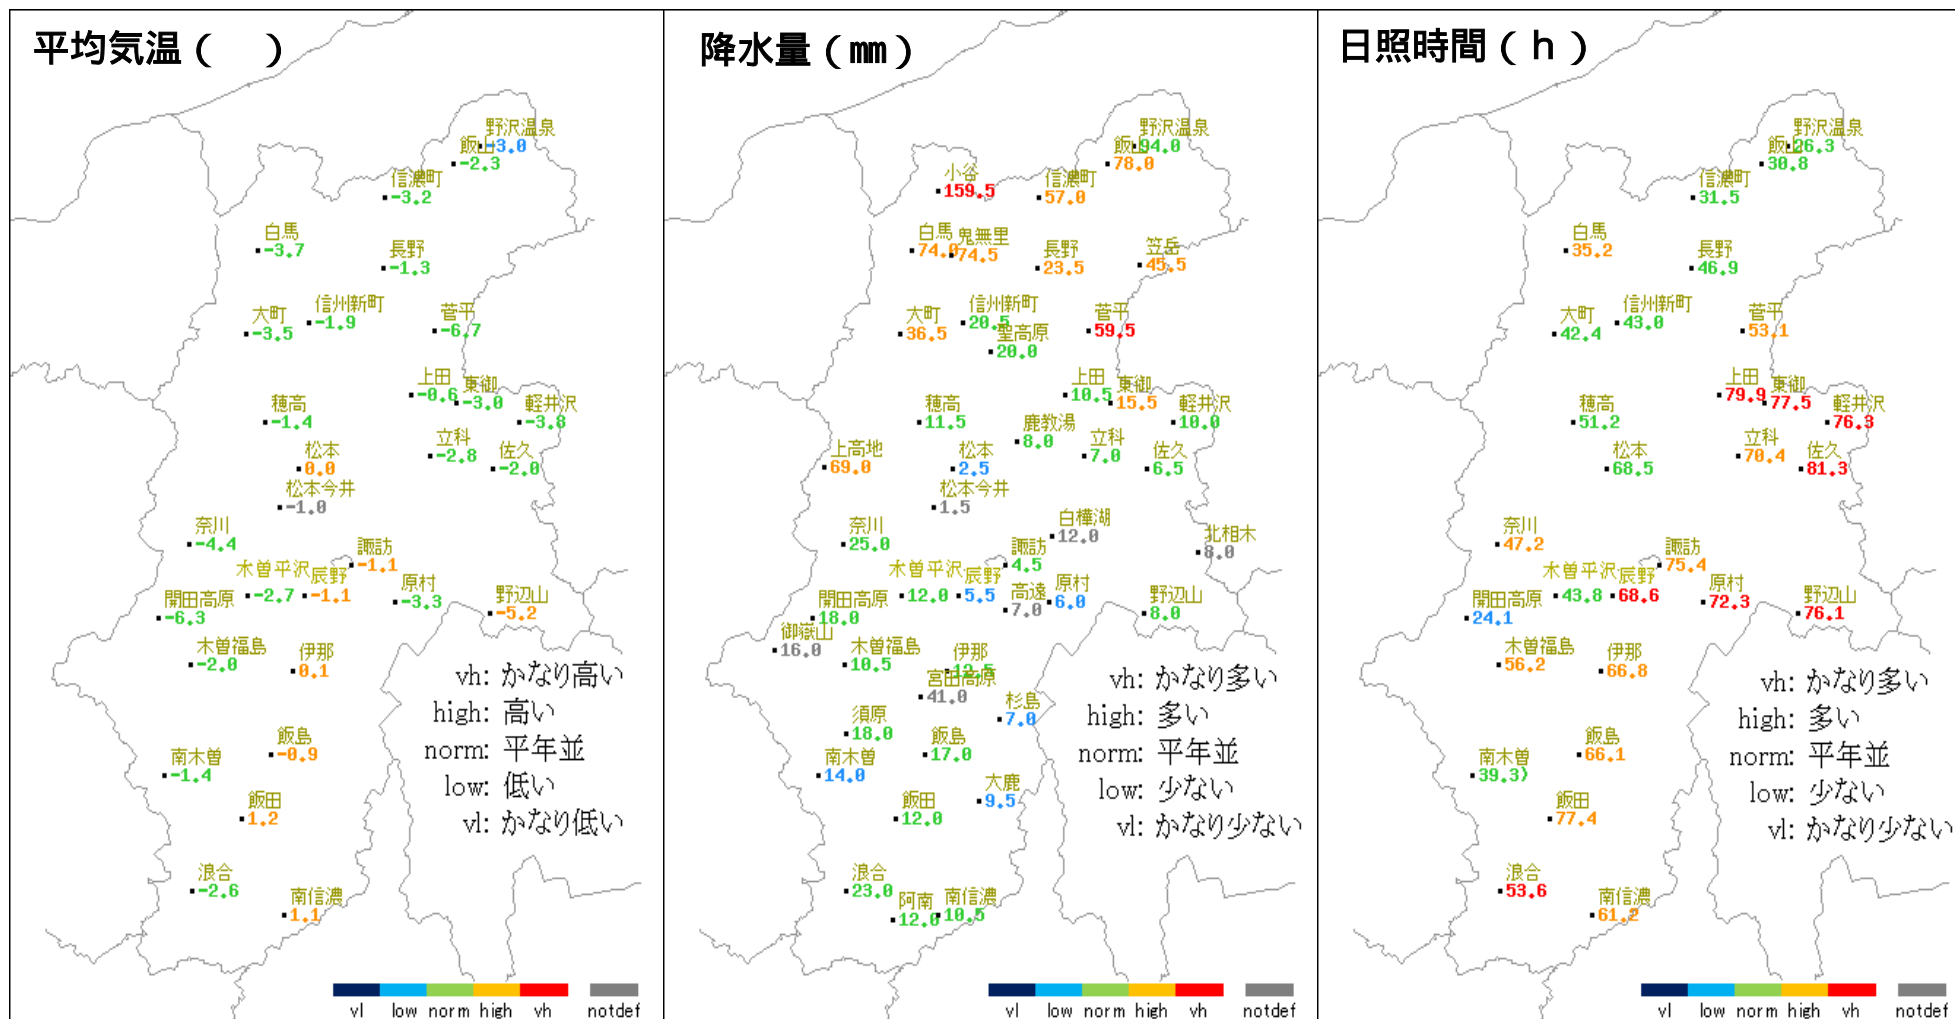 平均気温（　）
野沢温泉
-3.0
飯山
-2.3
信濃町
-3.2
白馬
-3.7
長野
-1.3
大町
-3.5
信州新町
-1.9
菅平
-6.7
上田
-0.6
東御
-3.0
穂高
-1.4
軽井沢
-3.8
松本
0.0
立科
-2.8
佐久
-2.0
松本今井
-1.0
奈川
-4.4
諏訪
-1.1
木曽平沢
-2.7
辰野
-1.1
原村
-3.3
開田高原
-6.3
野辺山
-5.2
木曽福島
-2.0
伊那
0.1
飯島
-0.9
南木曽
-1.4
飯田
1.2
浪合
-2.6
南信濃
1.1
vh: かなり高い
high: 高い
norm: 平年並
low: 低い
vl: かなり低い
vl low norm high vh notdef
降水量（㎜）
野沢温泉
94.0
飯山
78.0
小谷
159.5
信濃町
57.0
白馬
74.0
鬼無里
74.5
長野
23.5
笠岳
45.5
大町
36.5
信州新町
20.5
聖高原
20.0
菅平
59.5
上田
10.5
東御
15.5
穂高
11.5
鹿教湯
8.0
軽井沢
10.0
上高地
69.0
松本
2.5
立科
7.0
佐久
6.5
松本今井
1.5
奈川
25.0
白樺湖
12.0
北相木
8.0
諏訪
4.5
木曽平沢
12.0
辰野
5.5
高遠
7.0
原村
6.0
開田高原
18.0
野辺山
8.0
御嶽山
16.0
木曽福島
10.5
伊那
12.5
宮田高原
41.0
杉島
7.0
須原
18.0
飯島
17.0
南木曽
14.0
大鹿
9.5
飯田
12.0
浪合
23.0
阿南
12.0
南信濃
10.5
vh: かなり多い
high: 多い
norm: 平年並
low: 少ない
vl: かなり少ない
vl low norm high vh notdef
日照時間（ｈ）
野沢温泉
26.3
飯山
30.8
信濃町
31.5
白馬
35.2
長野
46.9
大町
42.4
信州新町
43.0
菅平
53.1
上田
79.9
東御
77.5
穂高
51.2
軽井沢
76.3
松本
68.5
立科
70.4
佐久
81.3
奈川
47.2
諏訪
75.4
木曽平沢
43.8
辰野
68.6
原村
72.3
開田高原
24.1
野辺山
76.1
木曽福島
56.2
伊那
66.8
飯島
66.1
南木曽
39.3)
飯田
77.4
浪合
53.6
南信濃
61.2
vh: かなり多い
high: 多い
norm: 平年並
low: 少ない
vl: かなり少ない
vl low norm high vh notdef